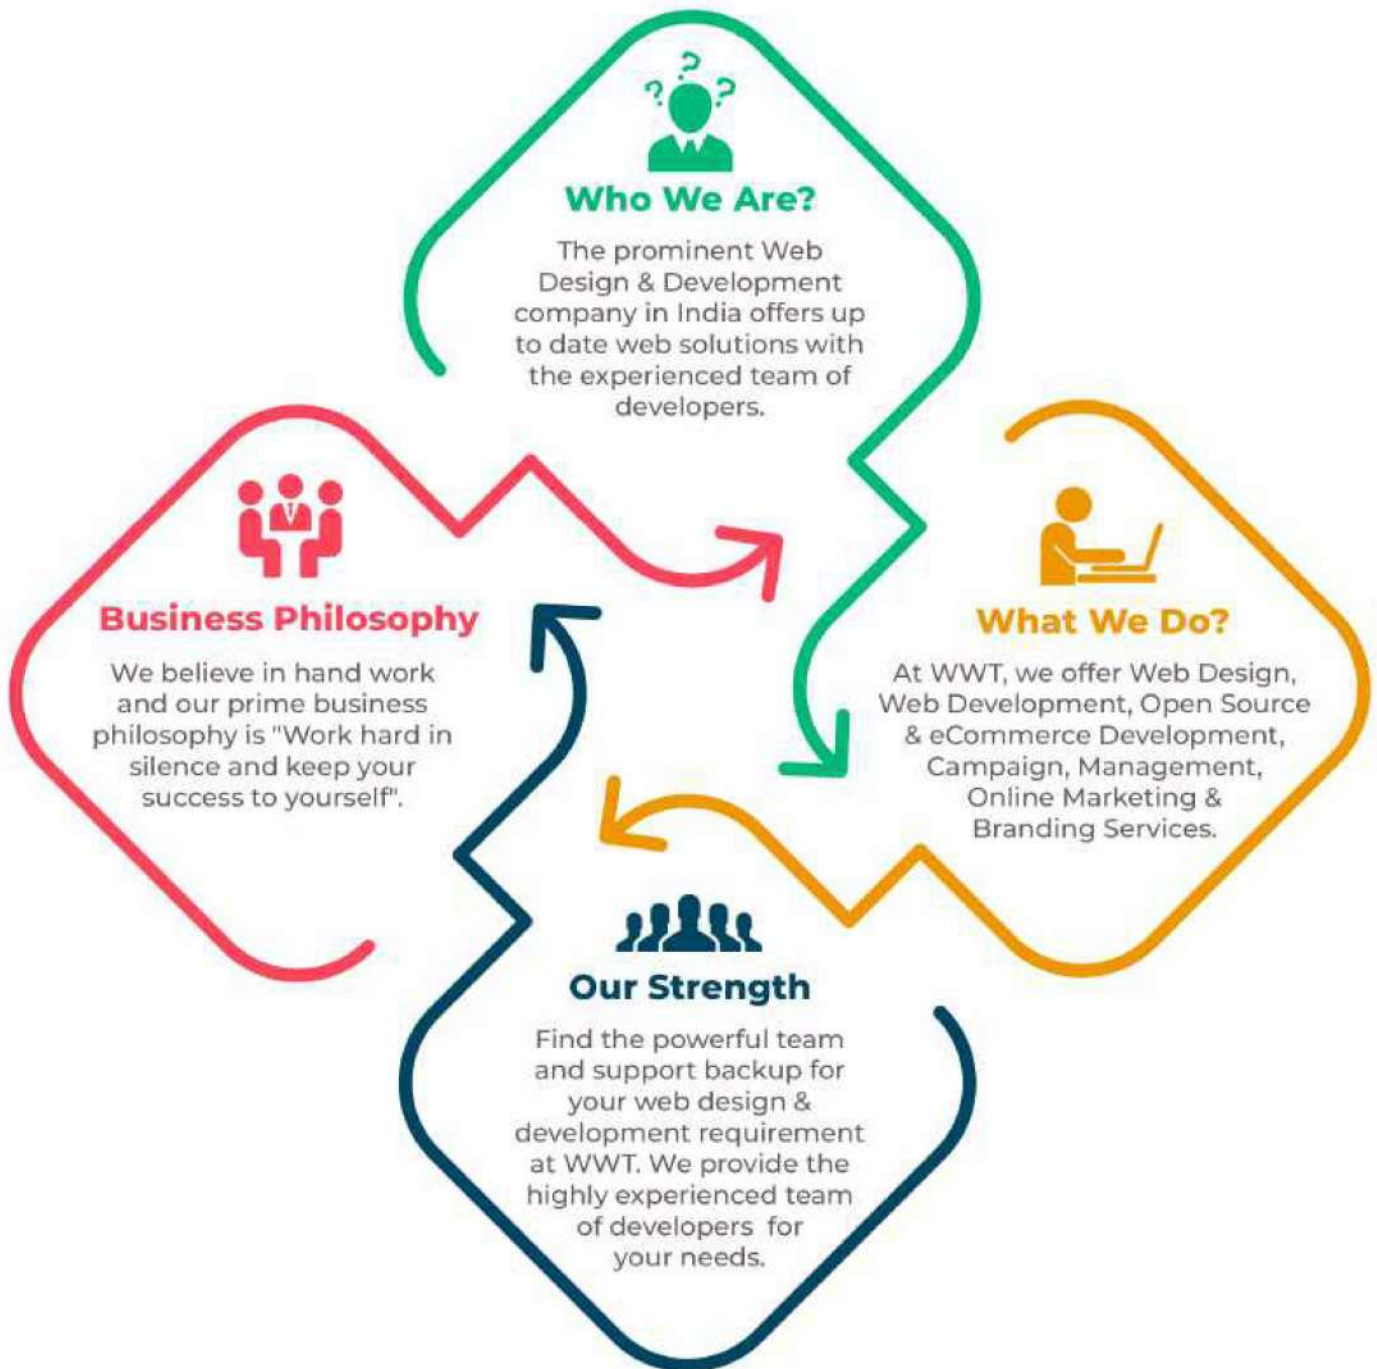 ? ? ?
Who We Are?
The prominent Web
Design & Development
company in India offers up
to date web solutions with
the experienced team of
developers.
Business Philosophy
We believe in hand work
and our prime business
philosophy is "Work hard in
silence and keep your
success to yourself".
What We Do?
At WWT, we offer Web Design,
Web Development, Open Source
& eCommerce Development,
Campaign, Management,
Online Marketing &
Branding Services.
Our Strength
Find the powerful team
and support backup for
your web design &
development requirement
at WWT. We provide the
highly experienced team
of developers for
your needs.